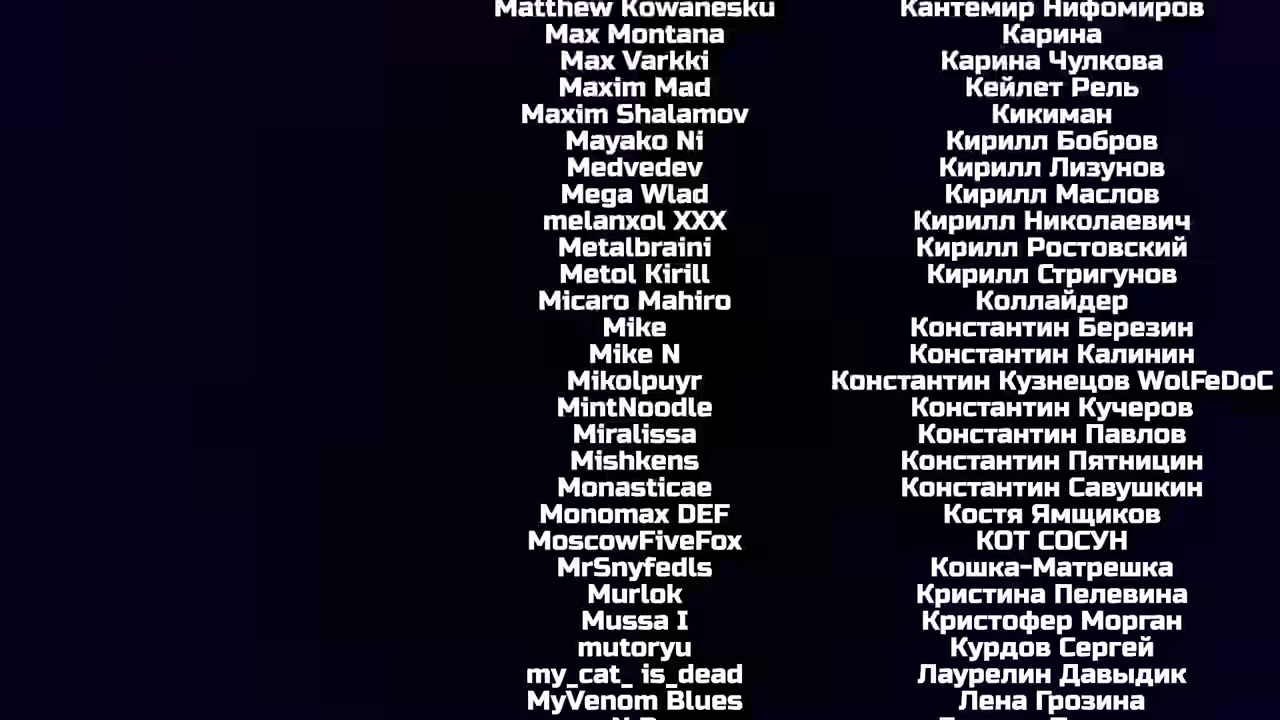 Matthew Kowanesku
Max Montana
Max Varkki
Maxim Mad
Maxim Shalamov
Mayako Ni
Medvedev
Mega Wlad
melanxol XXX
Metalbraini
Metol Kirill
Micaro Mahiro
Mike
Mike N
Mikolpuyr
MintNoodle
Miralissa
Mishkens
Monasticae
Monomax DEF
MoscowFiveFox
MrSnyfedls
Murlok
Mussa I
mutoryu
my_cat_ is_dead
MyVenom Blues
Кантемир Нифомиров
Карина
Карина Чулкова
Кейлет Рель
Кикиман
Кирилл Бобров
Кирилл Лизунов
Кирилл Маслов
Кирилл Николаевич
Кирилл Ростовский
Кирилл Стригунов
Коллайдер
Константин Березин
Константин Калинин
Константин Кузнецов WolFeDoC
Константин Кучеров
Константин Павлов
Константин Пятницин
Константин Савушкин
Костя Ямщиков
КОТ СОСУН
Кошка-Матрешка
Кристина Пелевина
Кристофер Морган
Курдов Сергей
Лаурелин Давыдик
Лена Грозина